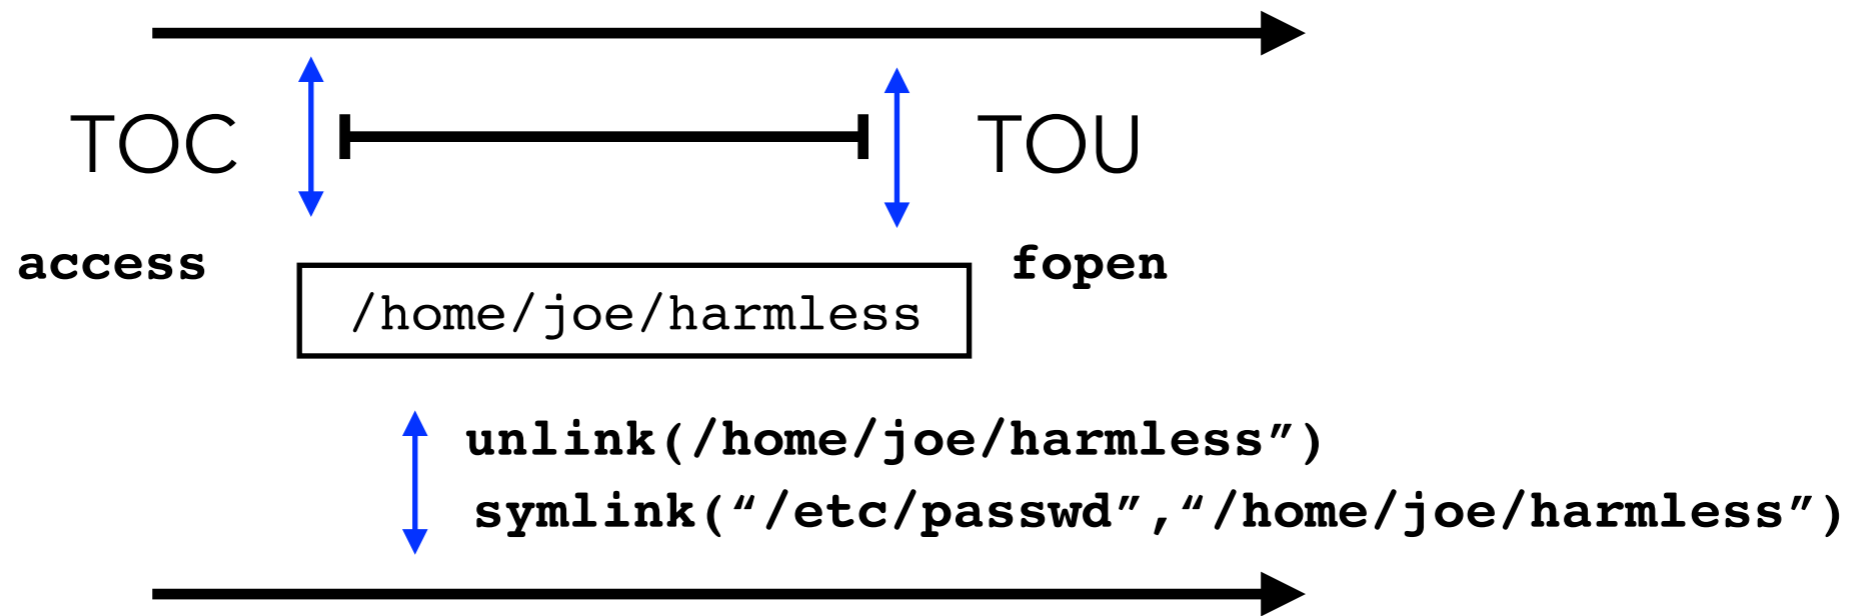 TOC
TOU
access
fopen
/home/joe/harmless
unlink(/home/joe/harmless”)
symlink(“/etc/passwd”,“/home/joe/harmless”)